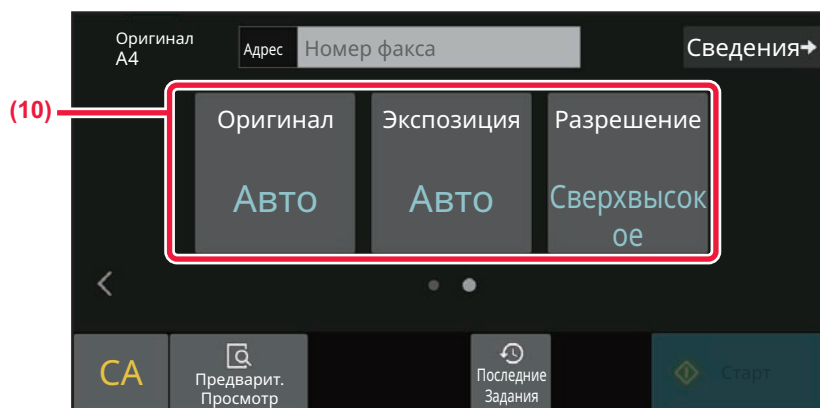 Оригинал
A4
Адрес
Номер факса
Сведения
(10)
Оригинал
Экспозиция
Разрешение
Авто
Авто
Сверхвысок
ое
CA
Предварит.
Просмотр
Последние
Задания
Старт